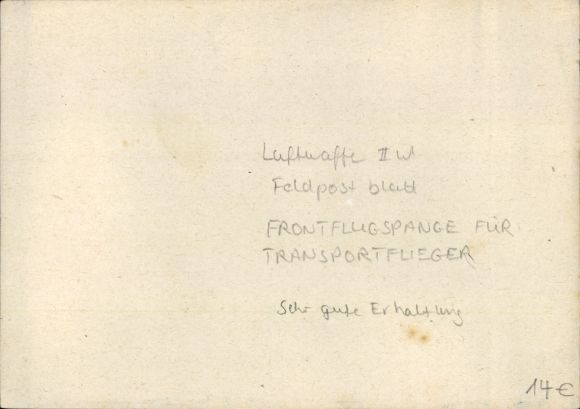 Luftwaffe II W
Feldpost blatt
FRONTFLUGSPANGE FÜR
TRANSPORTFLIEGER
Sehr gute Erhaltung
14 €